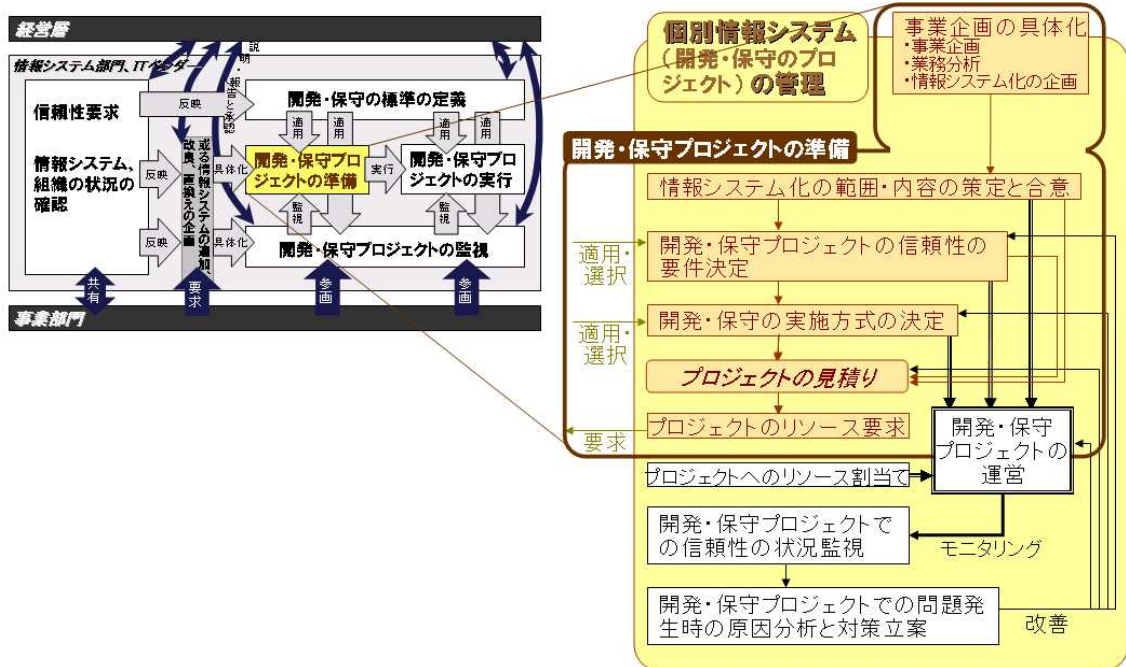 経営層
説明・報告と承認
情報システム部門、ITベンダー
信頼性要求
情報システム、
組織の状況の
確認
反映
反映
反映
或る情報システムの追加、
改良、置換えの企画
具体化
具体化
開発・保守の標準の定義
適用
適用
適用
適用
開発・保守プロ
ジェクトの準備
実行
開発・保守プロ
ジェクトの実行
監視
監視
開発・保守プロジェクトの監視
共有
要求
参画
参画
事業部門
個別情報システム
(開発・保守のプロ
ジェクト)の管理
事業企画の具体化
・事業企画
・業務分析
・情報システム化の企画
開発・保守プロジェクトの準備
情報システム化の範囲・内容の策定と合意
適用・
選択
開発・保守プロジェクトの信頼性の
要件決定
適用・
選択
開発・保守の実施方式の決定
プロジェクトの見積り
要求
プロジェクトのリソース要求
開発・保守
プロジェクトの
運営
プロジェクトへのリソース割当て
開発・保守プロジェクトで
の信頼性の状況監視
モニタリング
開発・保守プロジェクトでの問題発
生時の原因分析と対策立案
改善